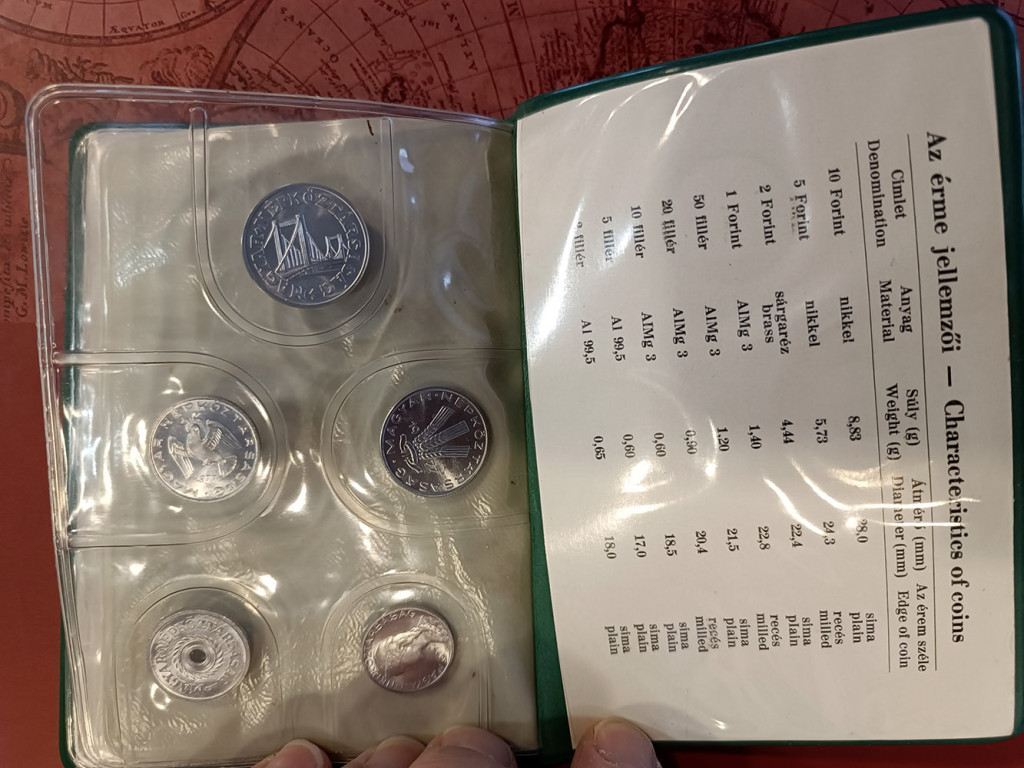 Az érme jellemzői — Characteristics of coins
Címlet Anyag Súly (g) Átmérő (mm) Az érem széle
Denomination Material Weight (g) Diameter (mm) Edge of coin
10 Forint nikkel 8,83 28,0 sima
plain
5 Forint nikkel 5,73 24,3 recés
milled
2 Forint sárgaréz 4,44 22,4 sima
brass plain
1 Forint AlMg 3 1,40 22,8 recés
milled
50 fillér AlMg 3 1,20 21,5 sima
plain
20 fillér AlMg 3 0,90 20,4 recés
milled
10 fillér AlMg 3 0,60 18,5 sima
plain
5 fillér Al 99,5 0,60 17,0 sima
plain
2 fillér Al 99,5 0,65 18,0 sima
plain
MAGYAR NÉPKÖZTÁRSASÁG
MAGYAR NÉPKÖZTÁRSASÁG
ÆQVATOR